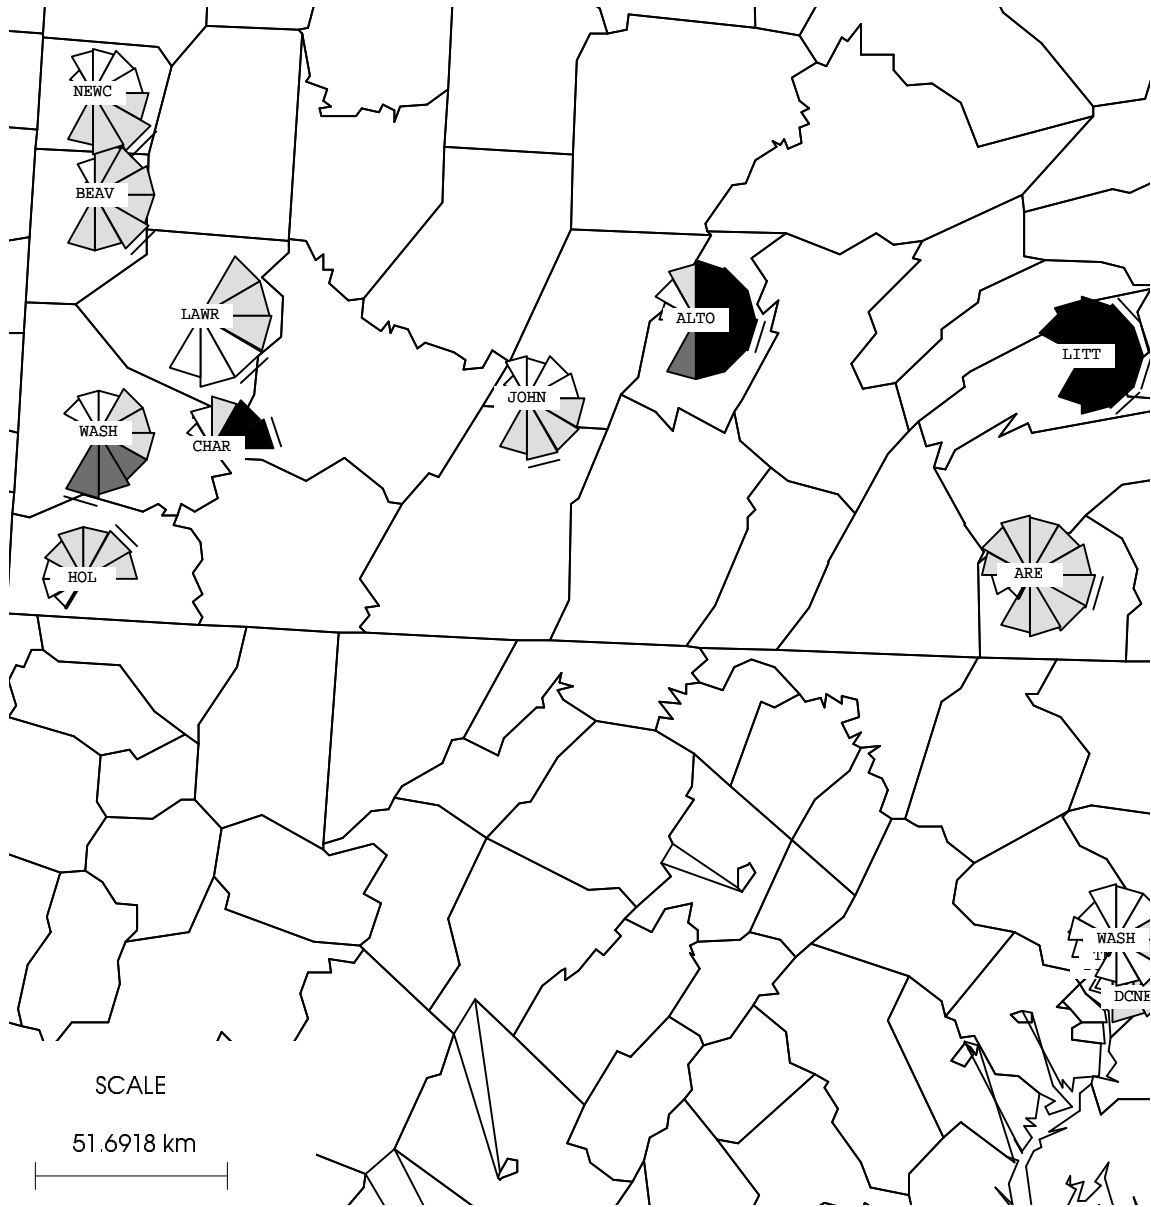 NEWC
BEAV
LAWR
ALTO
LITT
JOHN
WASH
CHAR
HOL
ARE
WASH
DCNE
SCALE
51.6918 km